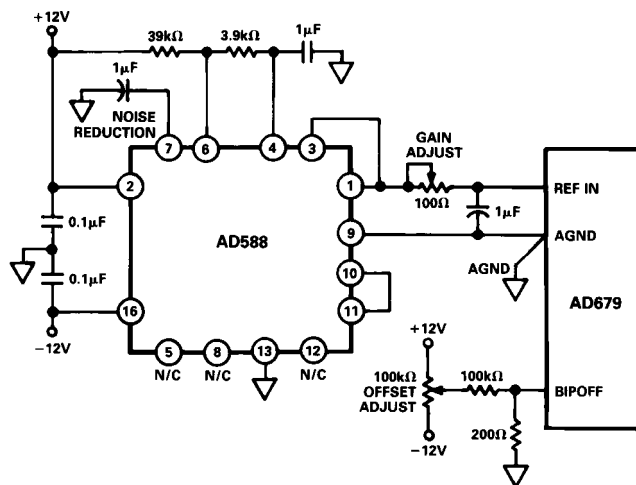 +12V
39kΩ
3.9kΩ
1μF
1μF
NOISE
REDUCTION
7
6
4
3
GAIN
ADJUST
2
1
100Ω
REF IN
0.1μF
1μF
AD588
9
AGND
0.1μF
10
AGND
AD679
16
11
−12V
5
8
13
12
N/C
N/C
N/C
+12V
100kΩ
OFFSET
ADJUST
100kΩ
BIPOFF
−12V
200Ω